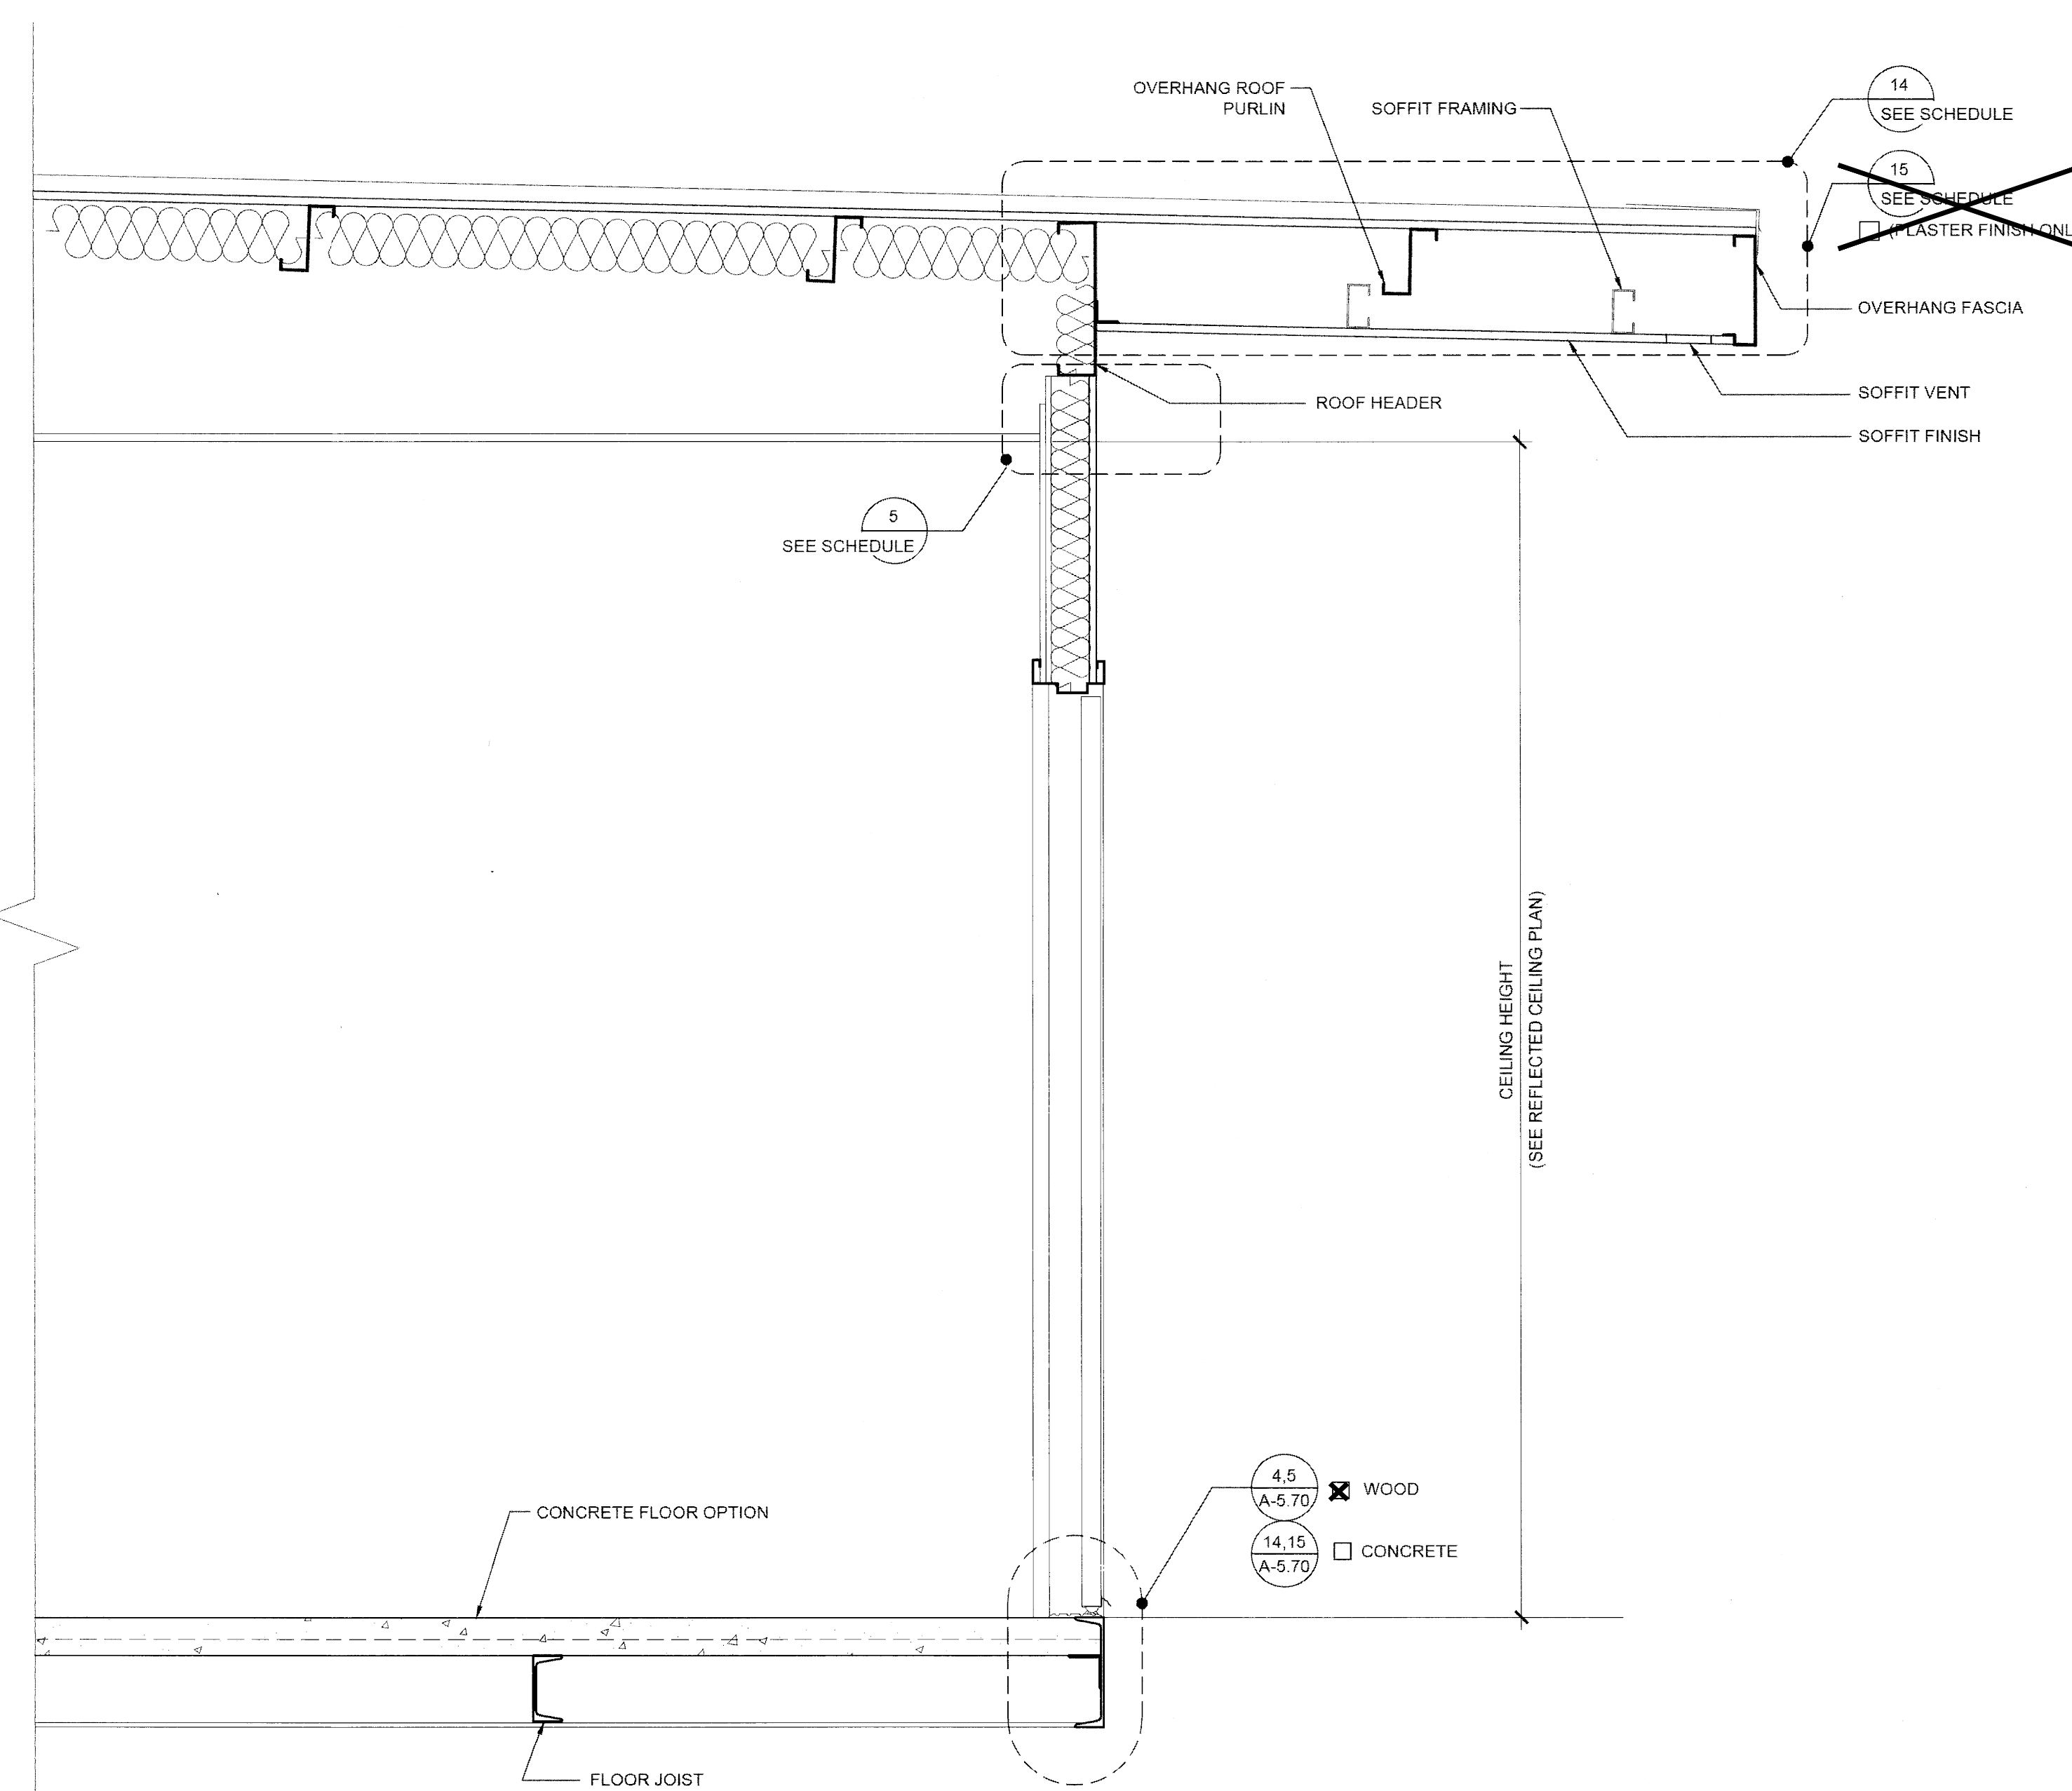 OVERHANG ROOF
PURLIN
SOFFIT FRAMING
14
SEE SCHEDULE
15
SEE SCHEDULE
(PLASTER FINISH ONL
OVERHANG FASCIA
SOFFIT VENT
SOFFIT FINISH
ROOF HEADER
5
SEE SCHEDULE
CEILING HEIGHT
(SEE REFLECTED CEILING PLAN)
4,5
A-5.70
WOOD
14,15
A-5.70
CONCRETE
CONCRETE FLOOR OPTION
FLOOR JOIST